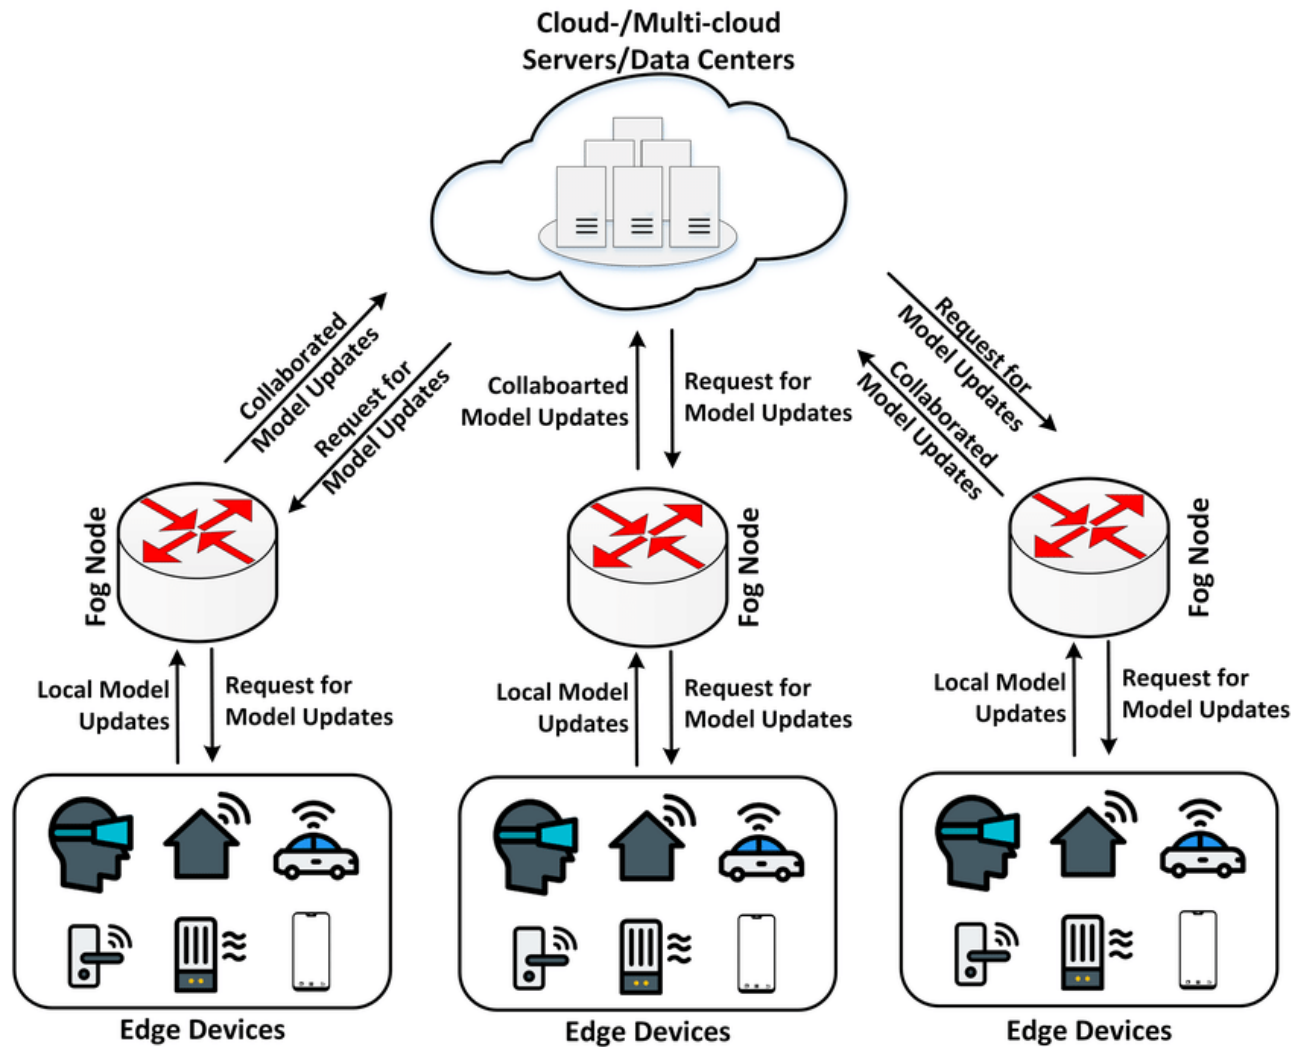 Cloud-/Multi-cloud
Servers/Data Centers
Collaborated
Model Updates
Request for
Model Updates
Collaboarted
Model Updates
Request for
Model Updates
Request for
Model Updates
Collaborated
Model Updates
Fog Node
Fog Node
Fog Node
Local Model
Updates
Request for
Model Updates
Local Model
Updates
Request for
Model Updates
Local Model
Updates
Request for
Model Updates
Edge Devices
Edge Devices
Edge Devices